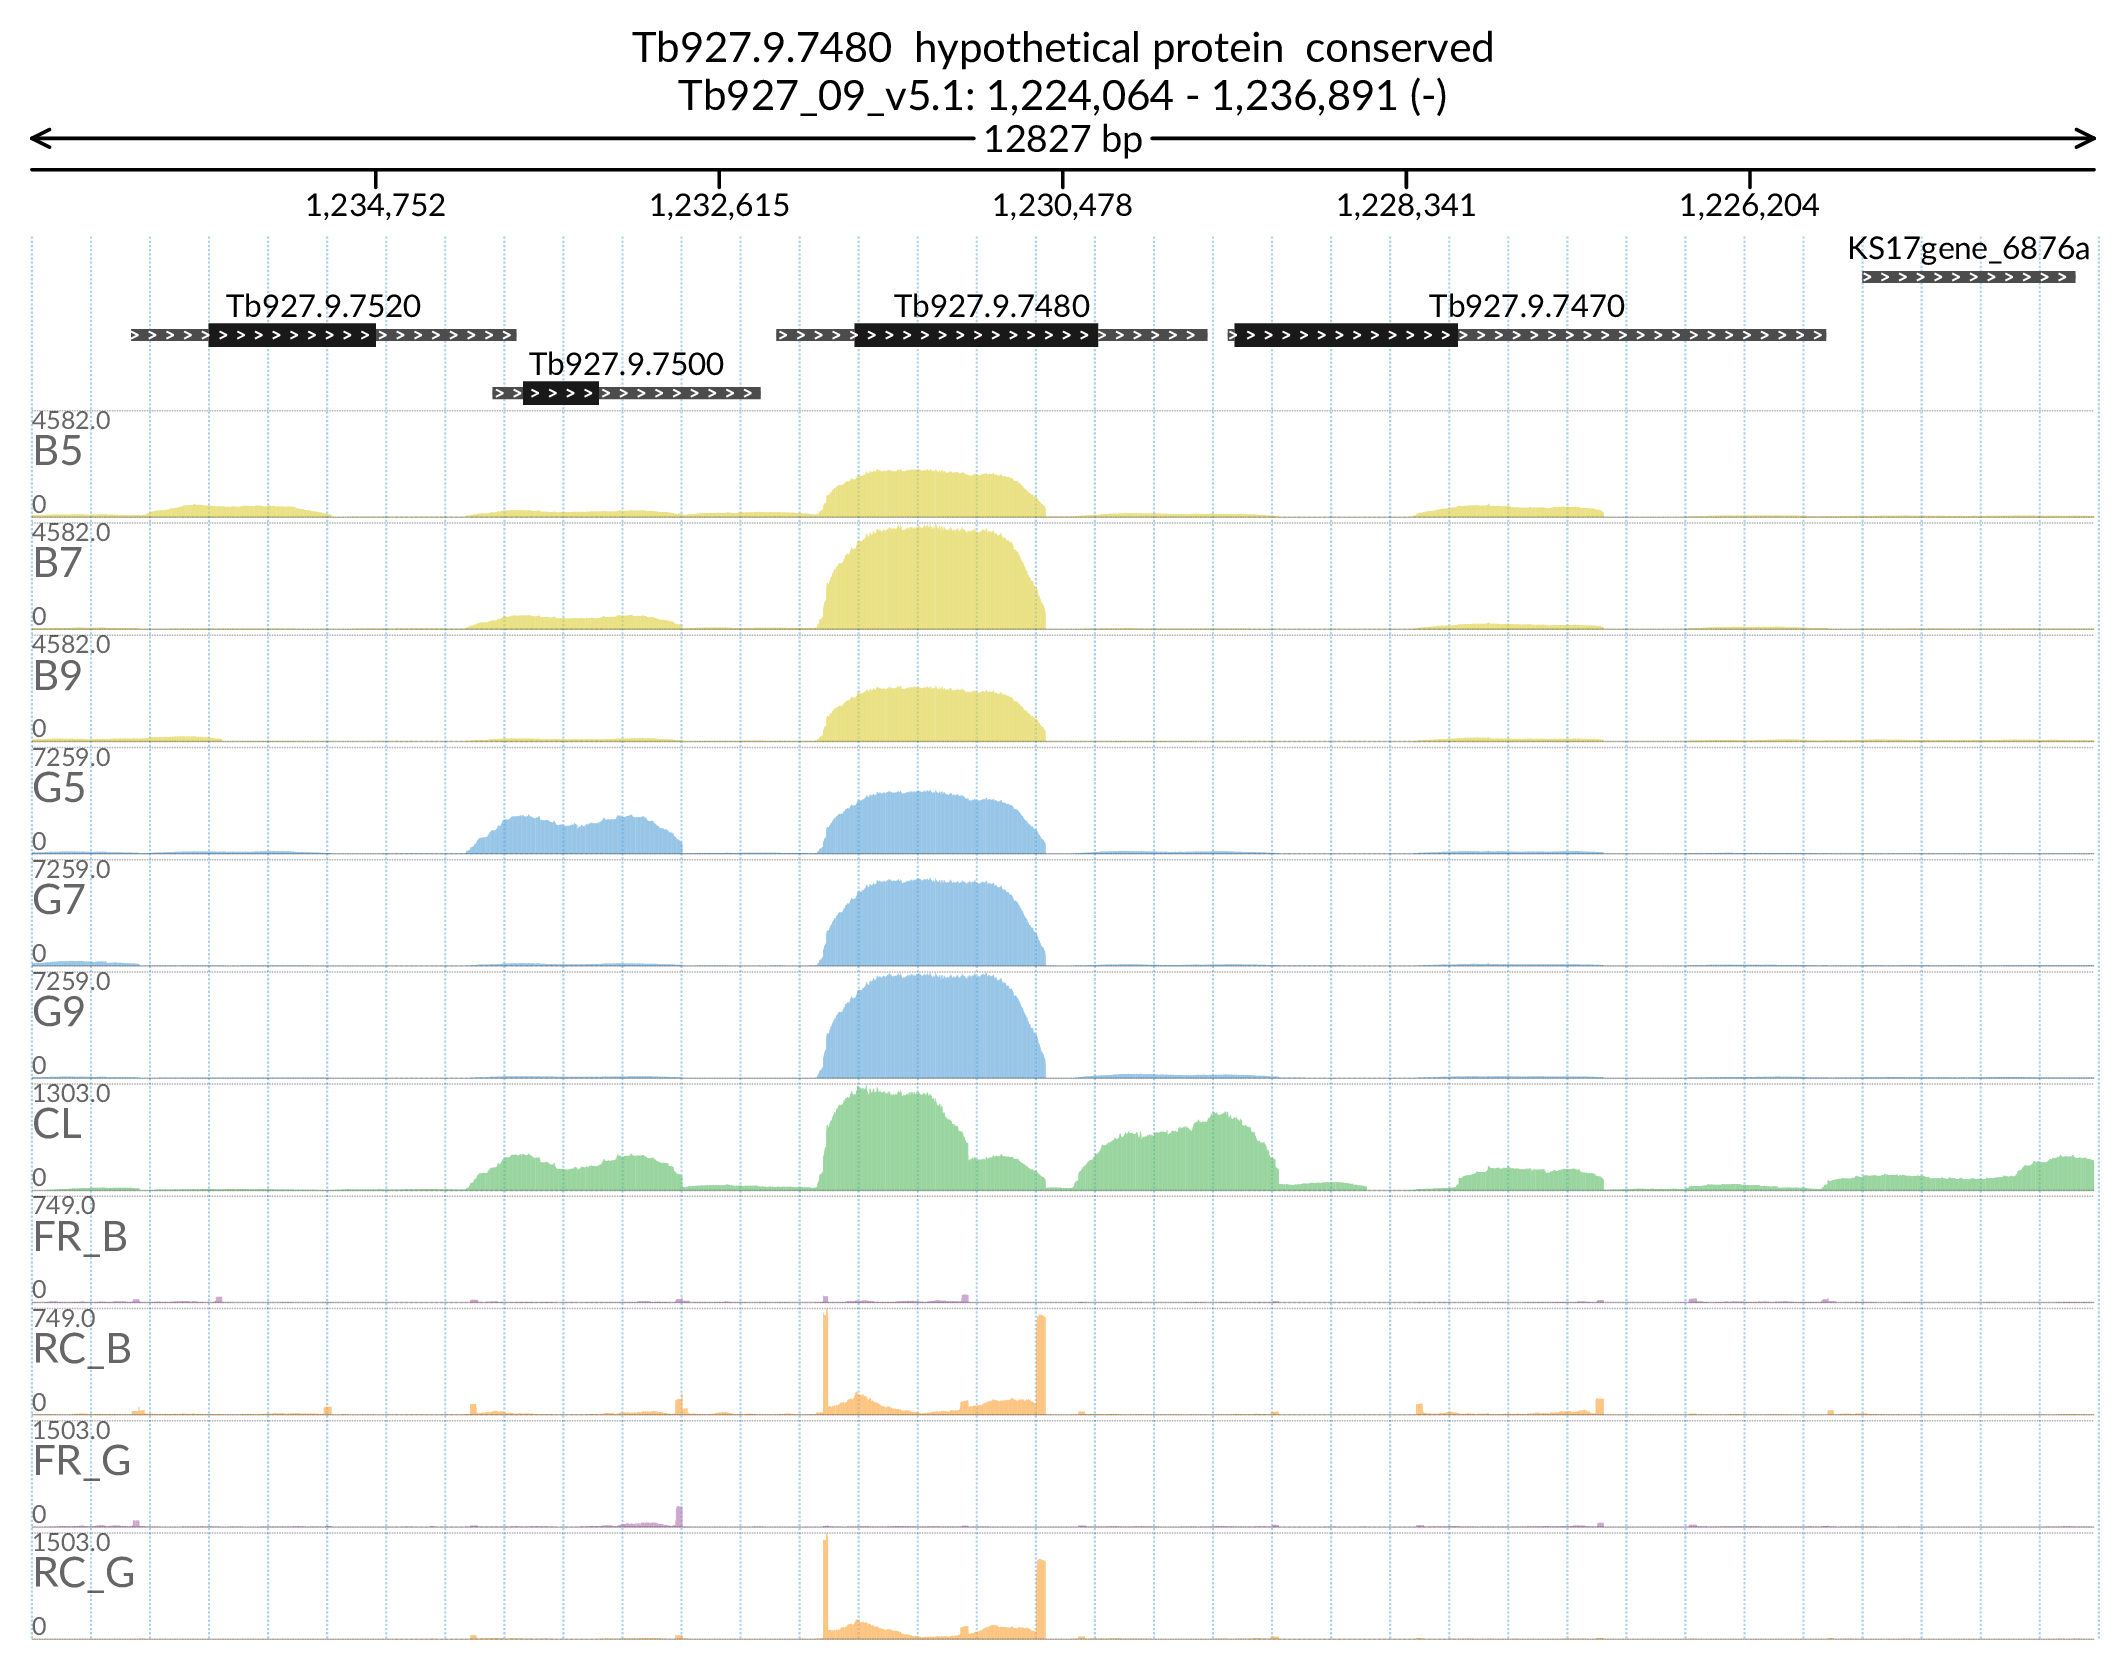 Tb927.9.7480  hypothetical protein  conserved
Tb927_09_v5.1: 1,224,064 - 1,236,891 (-)
12827 bp
1,234,752 1,232,615 1,230,478 1,228,341 1,226,204
KS17gene_6876a
Tb927.9.7520 Tb927.9.7480 Tb927.9.7470
Tb927.9.7500
4582.0
B5
0
4582.0
B7
0
4582.0
B9
0
7259.0
G5
0
7259.0
G7
0
7259.0
G9
0
1303.0
CL
0
749.0
FR_B
0
749.0
RC_B
0
1503.0
FR_G
0
1503.0
RC_G
0